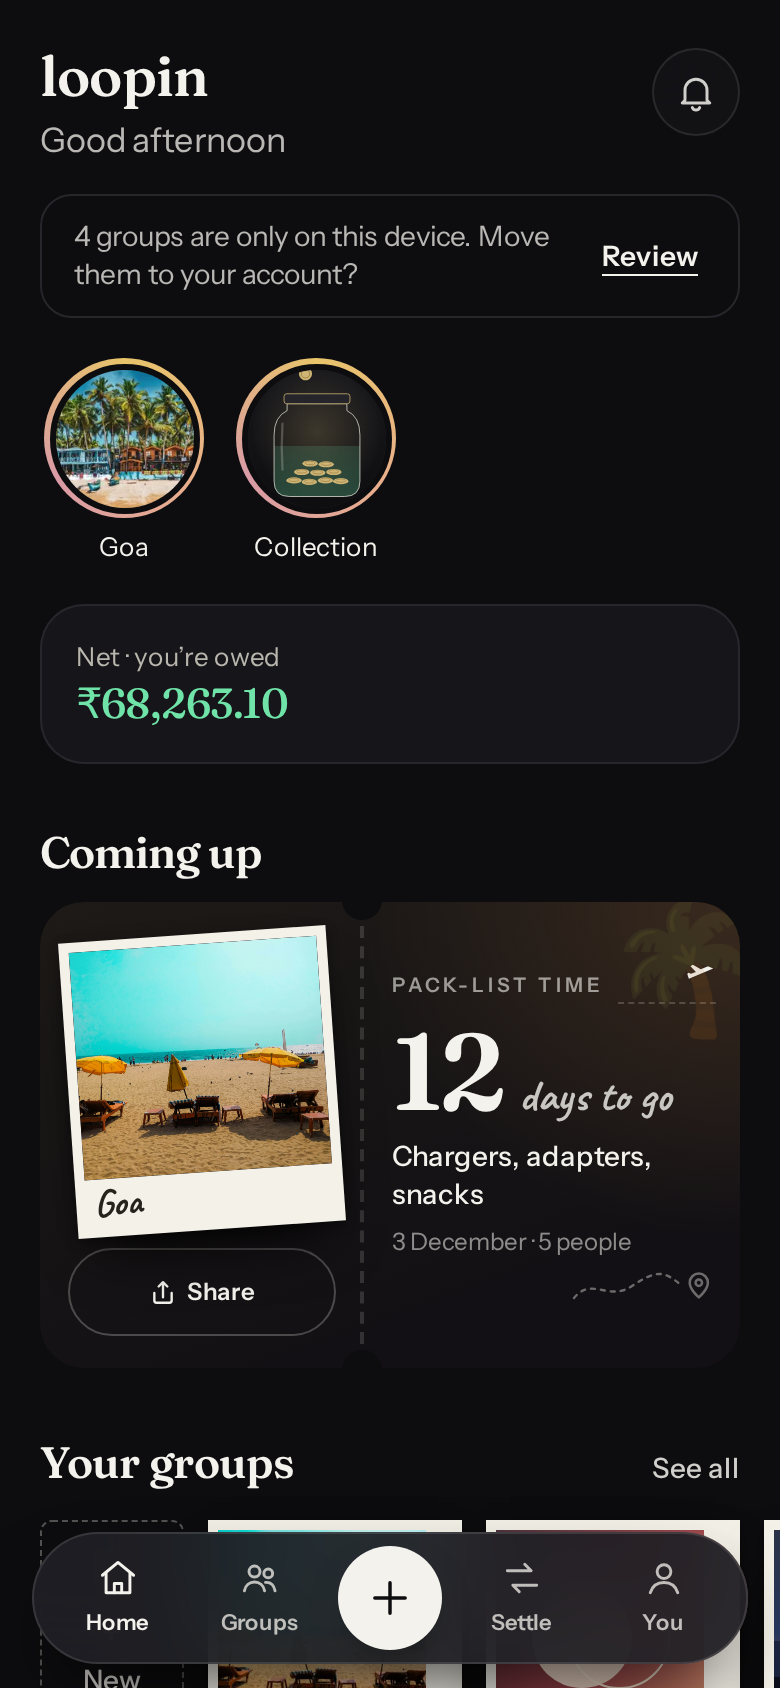 loopin
Good afternoon
4 groups are only on this device. Move
them to your account?
Review
Goa
Collection
Net · you’re owed
₹68,263.10
Coming up
PACK-LIST TIME
12 days to go
Chargers, adapters,
snacks
3 December · 5 people
Goa
Share
Your groups
See all
New
Home
Groups
Settle
You